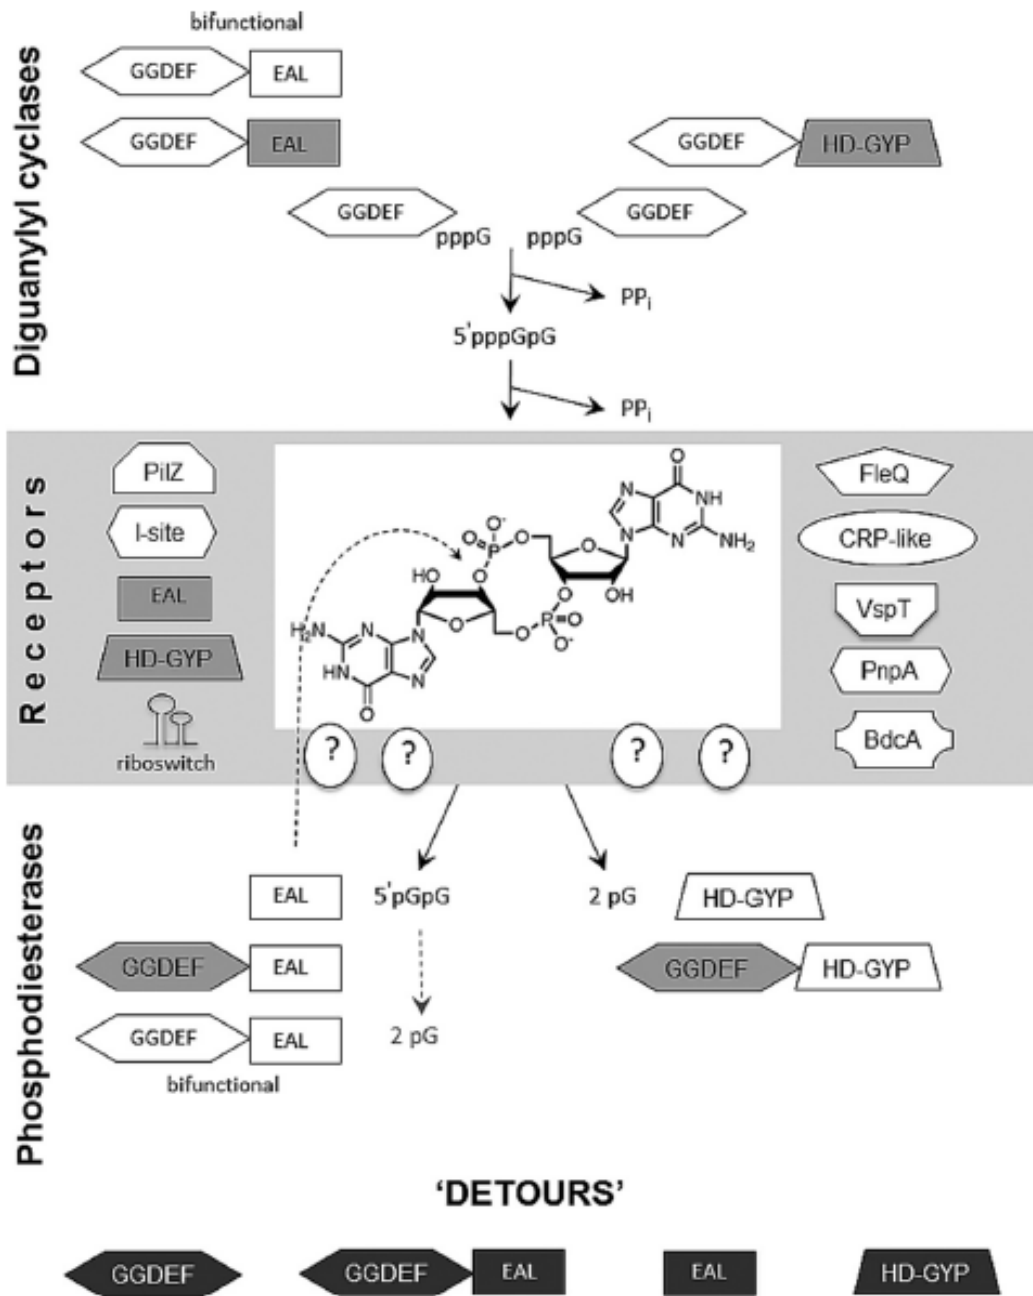 Diguanylyl cyclases
bifunctional
GGDEF EAL
GGDEF EAL
GGDEF HD-GYP
GGDEF GGDEF
pppG pppG
PPi
5'pppGpG
PPi
Receptors
PilZ
I-site
EAL
HD-GYP
riboswitch
O
N NH
N N NH2
O- O=P O O
HO O O OH
O P=O
O O-
H2N N N
HN N
O
FleQ
CRP-like
VspT
PnpA
BdcA
? ? ? ?
Phosphodiesterases
EAL 5'pGpG 2 pG HD-GYP
GGDEF EAL GGDEF HD-GYP
GGDEF EAL 2 pG
bifunctional
'DETOURS'
GGDEF GGDEF EAL EAL HD-GYP